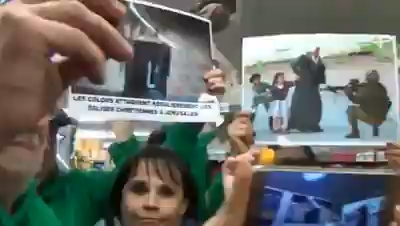 LES COLONS ATTAQUENT RÉGULIÈREMENT LES
ÉGLISES CHRÉTIENNES À JÉRUSALEM